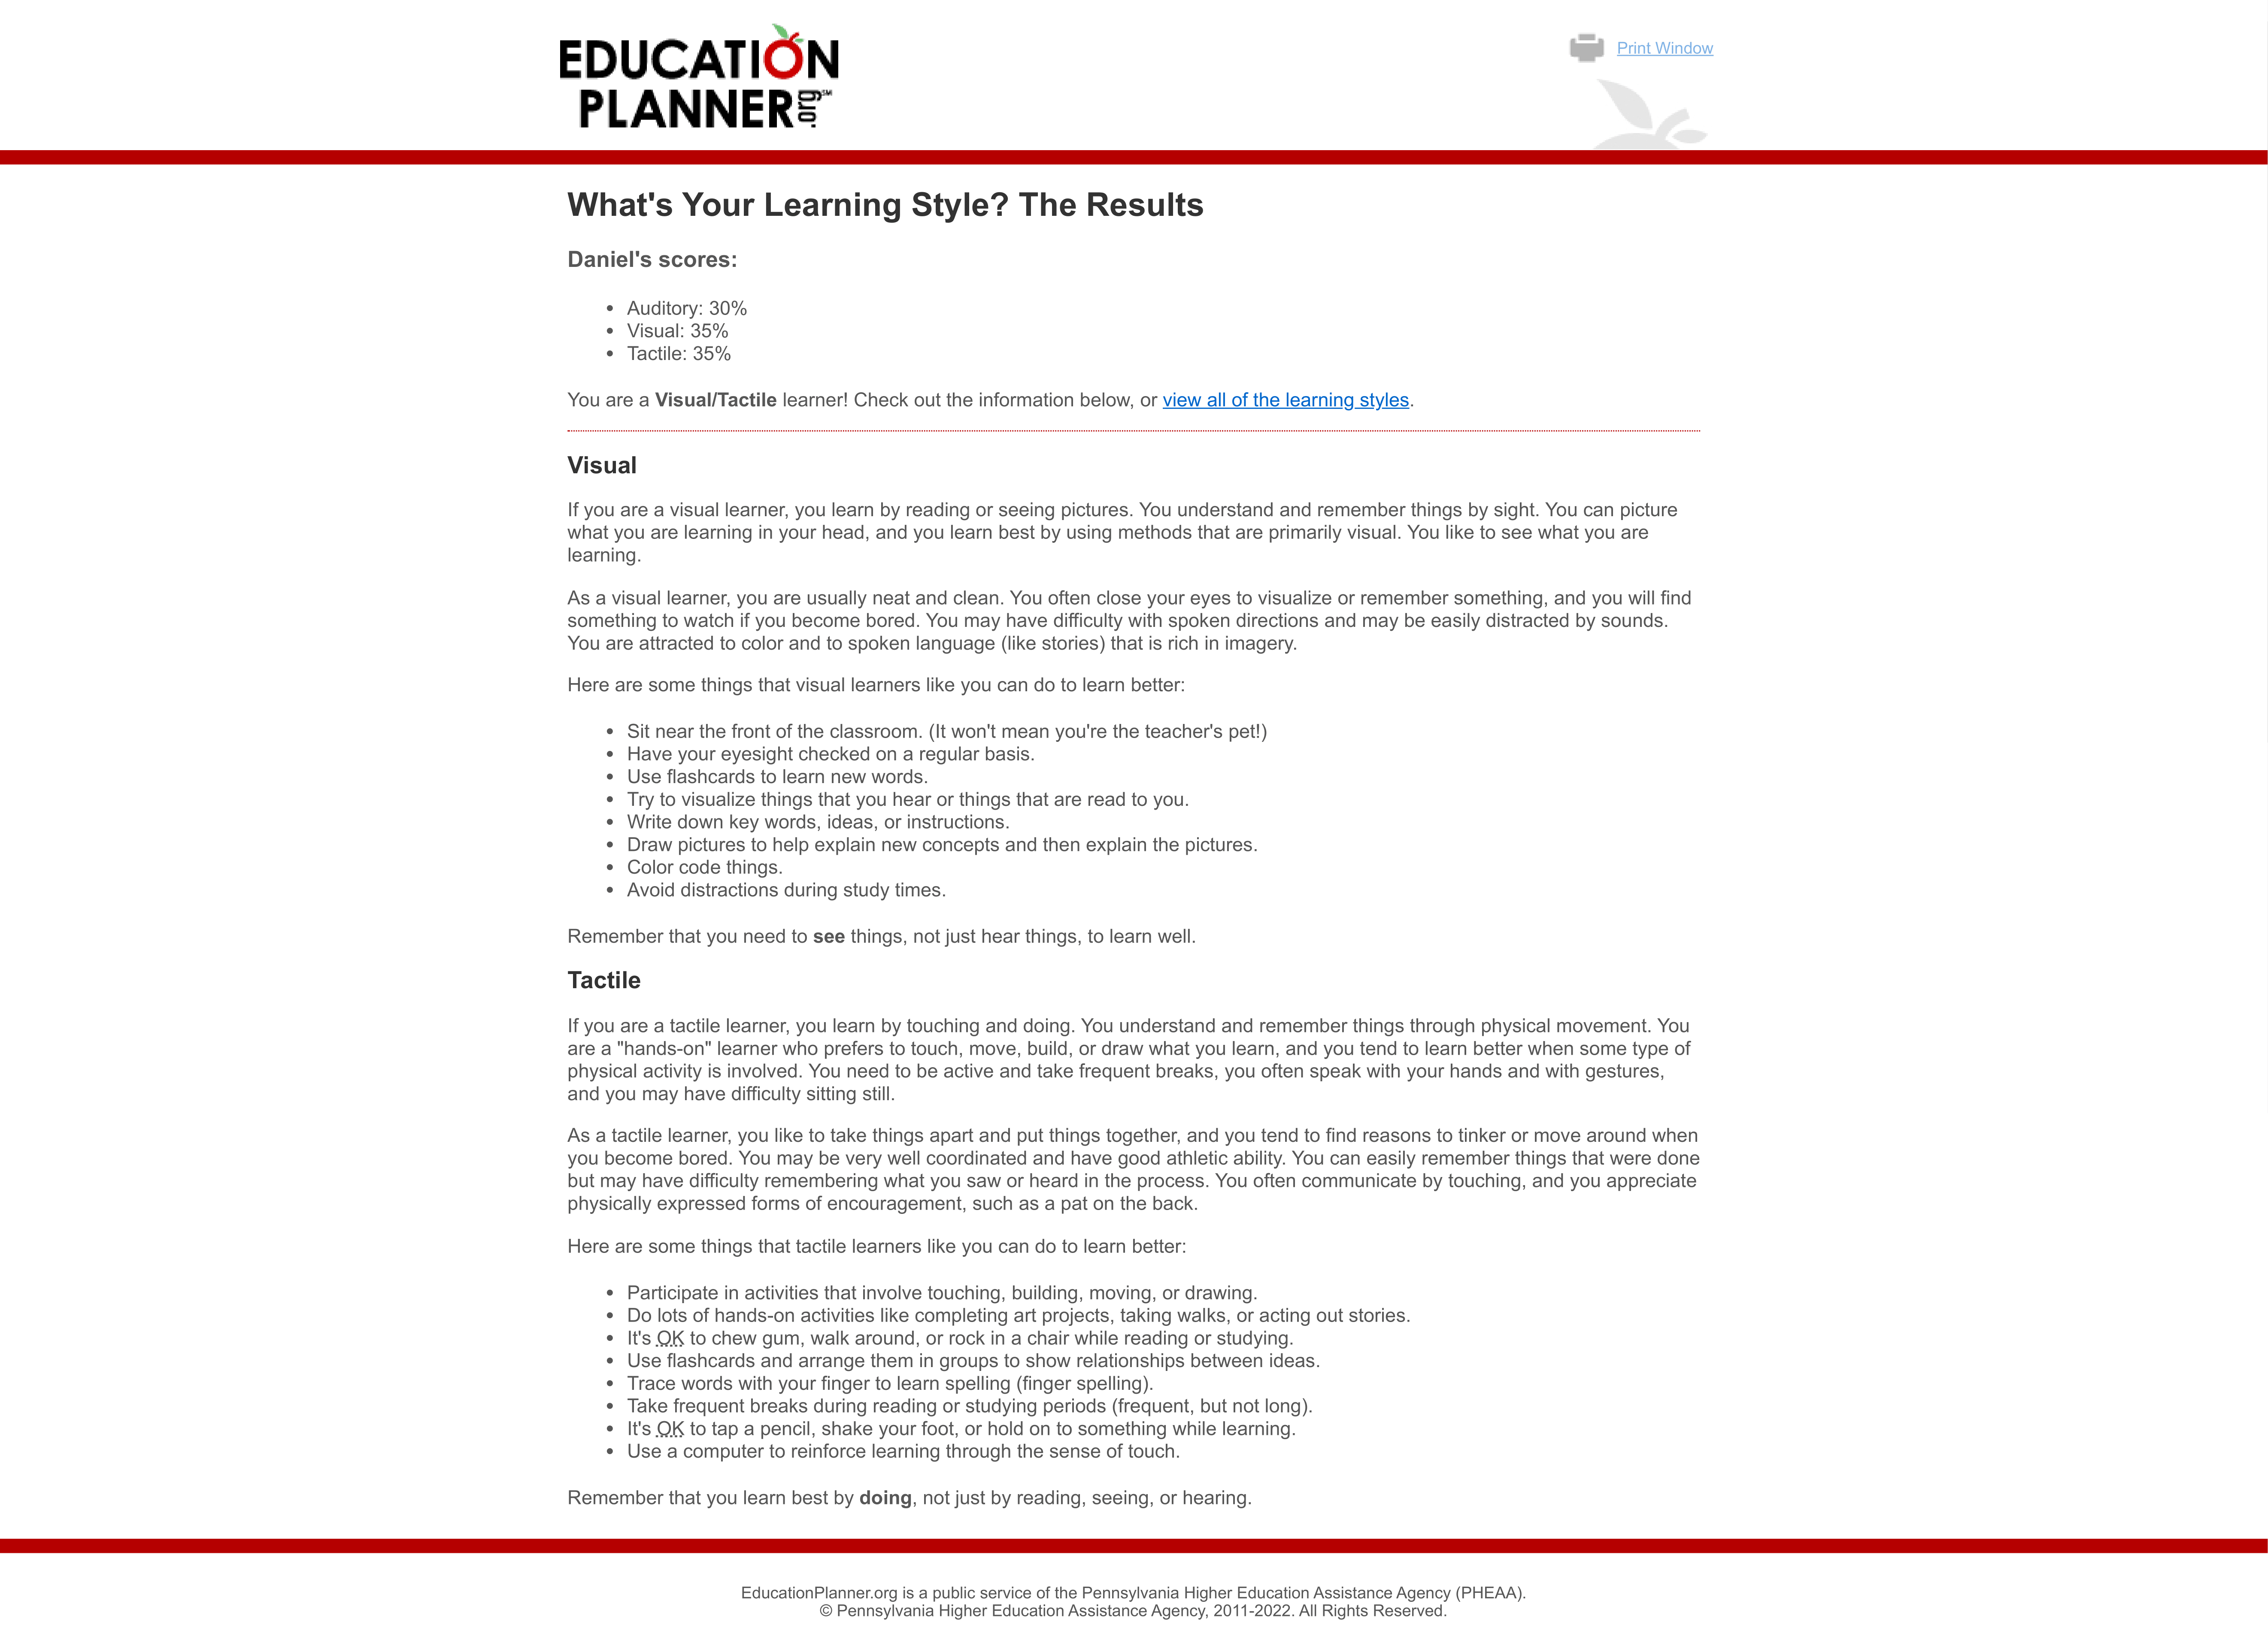 EDUCATION
PLANNER.org℠
Print Window
What's Your Learning Style? The Results
Daniel's scores:
• Auditory: 30%
• Visual: 35%
• Tactile: 35%
You are a Visual/Tactile learner! Check out the information below, or view all of the learning styles.
Visual
If you are a visual learner, you learn by reading or seeing pictures. You understand and remember things by sight. You can picture
what you are learning in your head, and you learn best by using methods that are primarily visual. You like to see what you are
learning.
As a visual learner, you are usually neat and clean. You often close your eyes to visualize or remember something, and you will find
something to watch if you become bored. You may have difficulty with spoken directions and may be easily distracted by sounds.
You are attracted to color and to spoken language (like stories) that is rich in imagery.
Here are some things that visual learners like you can do to learn better:
• Sit near the front of the classroom. (It won't mean you're the teacher's pet!)
• Have your eyesight checked on a regular basis.
• Use flashcards to learn new words.
• Try to visualize things that you hear or things that are read to you.
• Write down key words, ideas, or instructions.
• Draw pictures to help explain new concepts and then explain the pictures.
• Color code things.
• Avoid distractions during study times.
Remember that you need to see things, not just hear things, to learn well.
Tactile
If you are a tactile learner, you learn by touching and doing. You understand and remember things through physical movement. You
are a "hands-on" learner who prefers to touch, move, build, or draw what you learn, and you tend to learn better when some type of
physical activity is involved. You need to be active and take frequent breaks, you often speak with your hands and with gestures,
and you may have difficulty sitting still.
As a tactile learner, you like to take things apart and put things together, and you tend to find reasons to tinker or move around when
you become bored. You may be very well coordinated and have good athletic ability. You can easily remember things that were done
but may have difficulty remembering what you saw or heard in the process. You often communicate by touching, and you appreciate
physically expressed forms of encouragement, such as a pat on the back.
Here are some things that tactile learners like you can do to learn better:
• Participate in activities that involve touching, building, moving, or drawing.
• Do lots of hands-on activities like completing art projects, taking walks, or acting out stories.
• It's OK to chew gum, walk around, or rock in a chair while reading or studying.
• Use flashcards and arrange them in groups to show relationships between ideas.
• Trace words with your finger to learn spelling (finger spelling).
• Take frequent breaks during reading or studying periods (frequent, but not long).
• It's OK to tap a pencil, shake your foot, or hold on to something while learning.
• Use a computer to reinforce learning through the sense of touch.
Remember that you learn best by doing, not just by reading, seeing, or hearing.
EducationPlanner.org is a public service of the Pennsylvania Higher Education Assistance Agency (PHEAA).
© Pennsylvania Higher Education Assistance Agency, 2011-2022. All Rights Reserved.